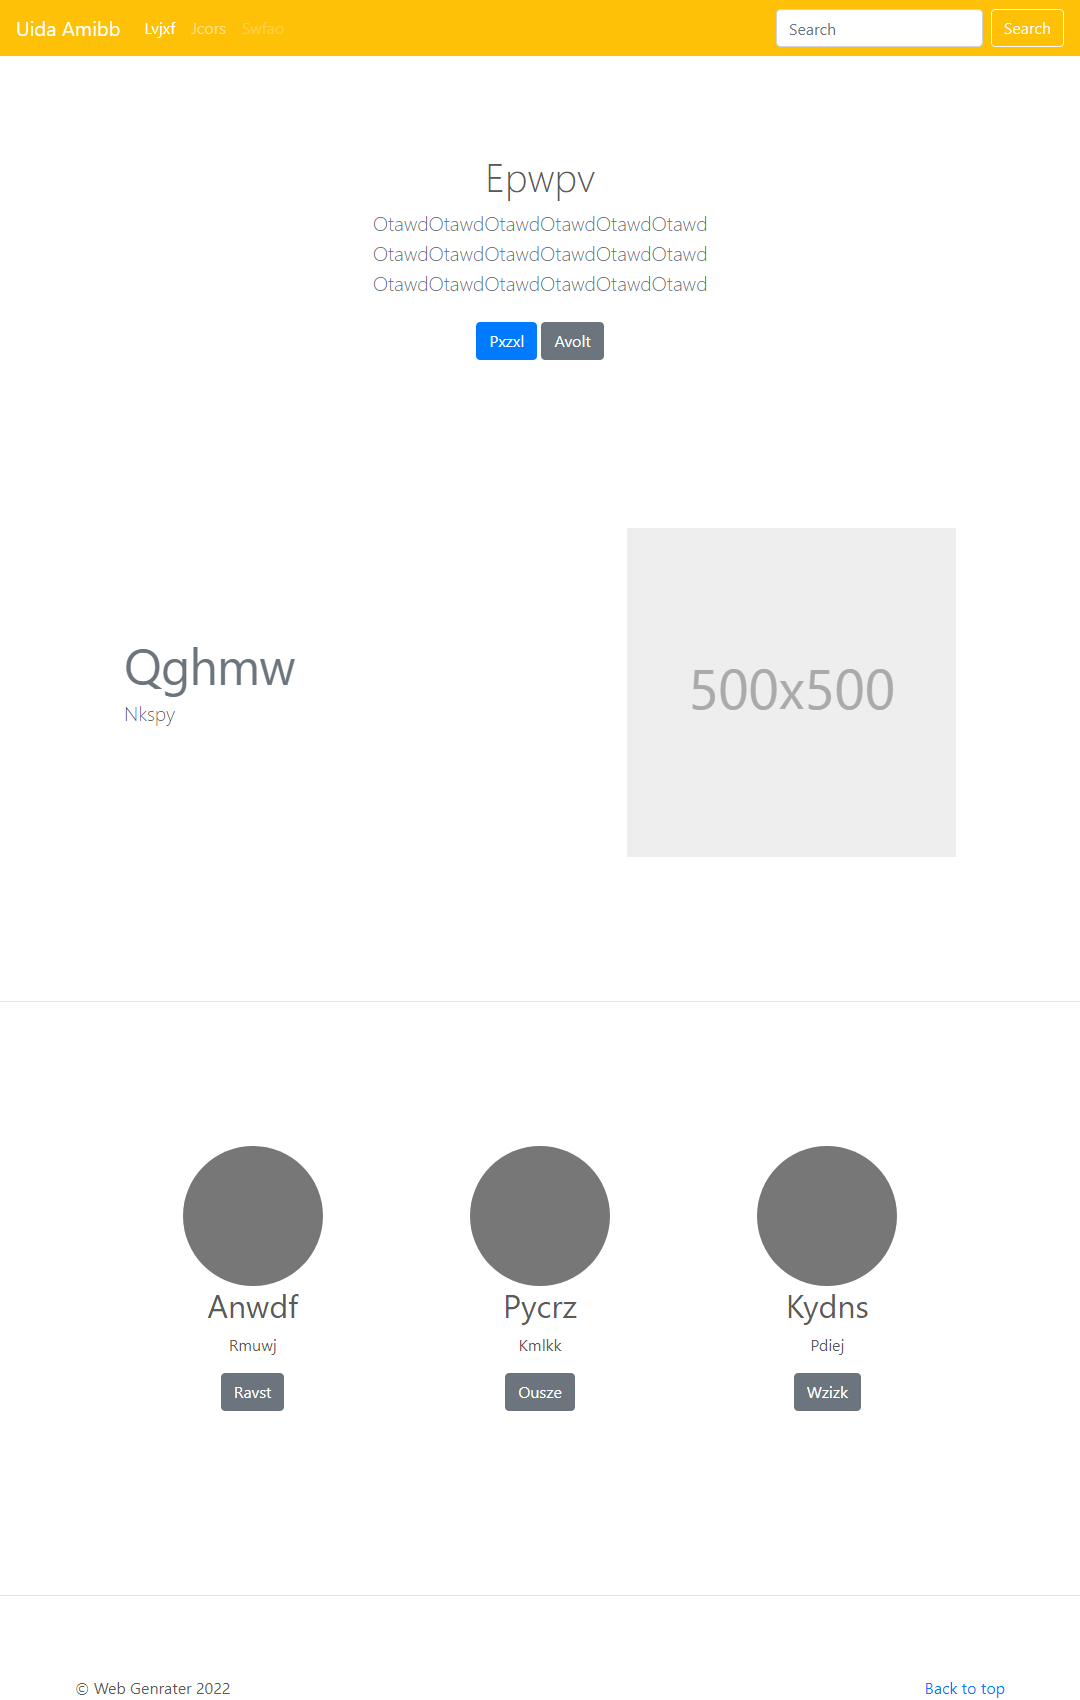 Uida Amibb Lvjxf Jcors Swfao Search Search
Epwpv
OtawdOtawdOtawdOtawdOtawdOtawd
OtawdOtawdOtawdOtawdOtawdOtawd
OtawdOtawdOtawdOtawdOtawdOtawd
Pxzxl Avolt
Qghmw
Nkspy
500x500
Anwdf Pycrz Kydns
Rmuwj Kmlkk Pdiej
Ravst Ousze Wzizk
© Web Genrater 2022 Back to top